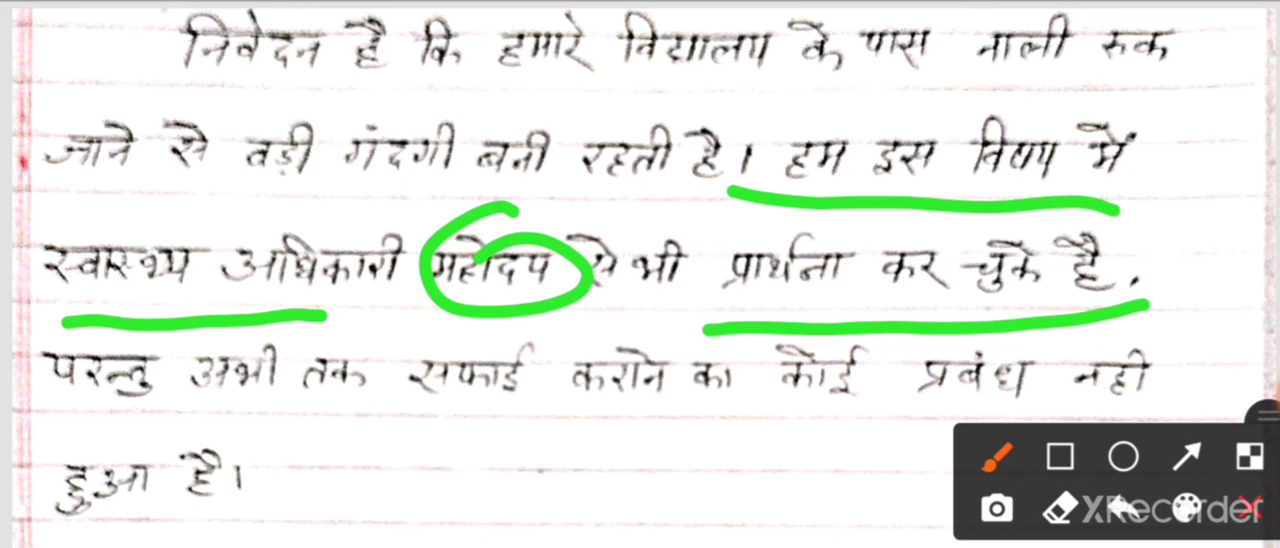 निवेदन है कि हमारे विद्यालय के पास नाली रुक
जाने से बड़ी गंदगी बनी रहती है। हम इस विषय में
स्वास्थ्य अधिकारी महोदय से भी प्रार्थना कर चुके है,
परन्तु अभी तक सफाई कराने का कोई प्रबंध नही
हुआ है।
XRecorder